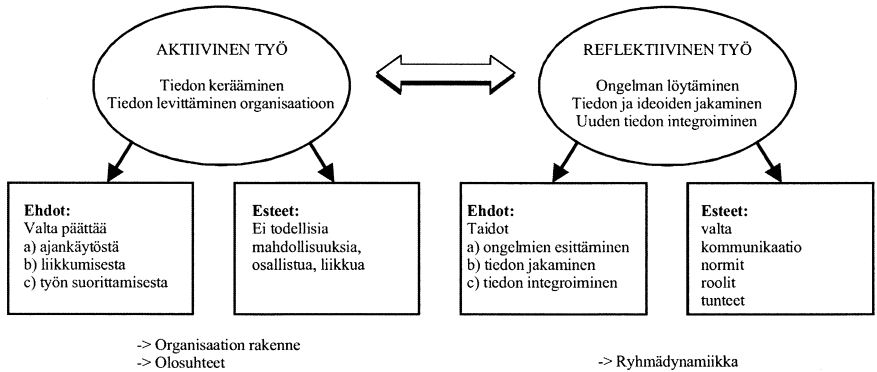 AKTIIVINEN TYÖ
Tiedon kerääminen
Tiedon levittäminen organisaatioon
REFLEKTIIVINEN TYÖ
Ongelman löytäminen
Tiedon ja ideoiden jakaminen
Uuden tiedon integroiminen
Ehdot:
Valta päättää
a) ajankäytöstä
b) liikkumisesta
c) työn suorittamisesta
Esteet:
Ei todellisia
mahdollisuuksia,
osallistua, liikkua
Ehdot:
Taidot
a) ongelmien esittäminen
b) tiedon jakaminen
c) tiedon integroiminen
Esteet:
valta
kommunikaatio
normit
roolit
tunteet
-> Organisaation rakenne
-> Olosuhteet
-> Ryhmädynamiikka